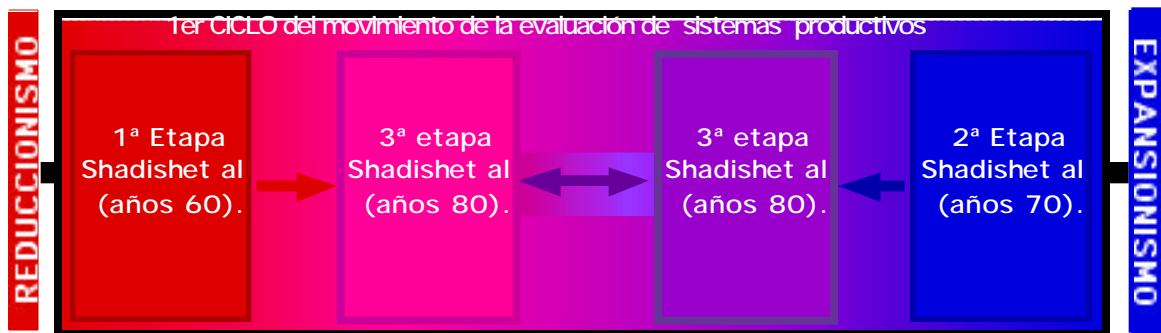 REDUCCIONISMO
1er CICLO del movimiento de la evaluación de sistemas productivos
1ª Etapa
Shadishet al
(años 60).
3ª etapa
Shadishet al
(años 80).
3ª etapa
Shadishet al
(años 80).
2ª Etapa
Shadishet al
(años 70).
EXPANSIONISMO